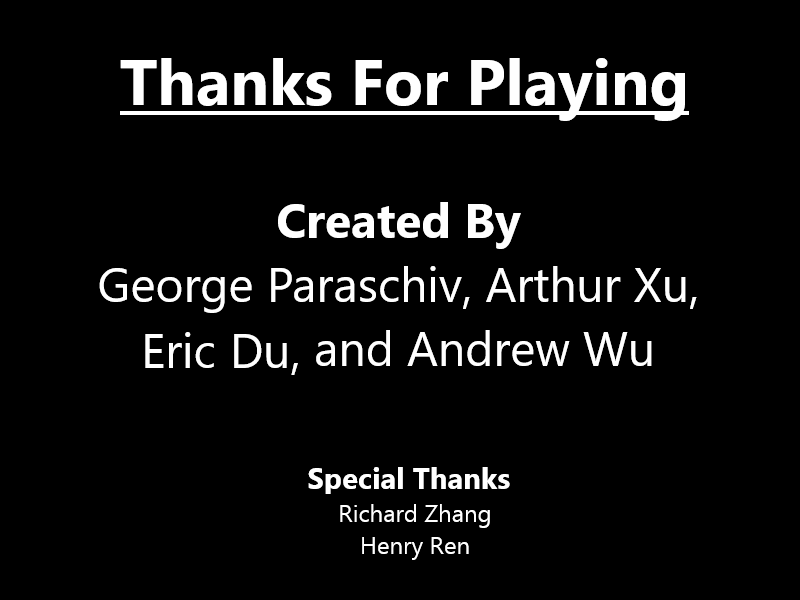 Thanks For Playing
Created By
George Paraschiv, Arthur Xu,
Eric Du, and Andrew Wu
Special Thanks
Richard Zhang
Henry Ren